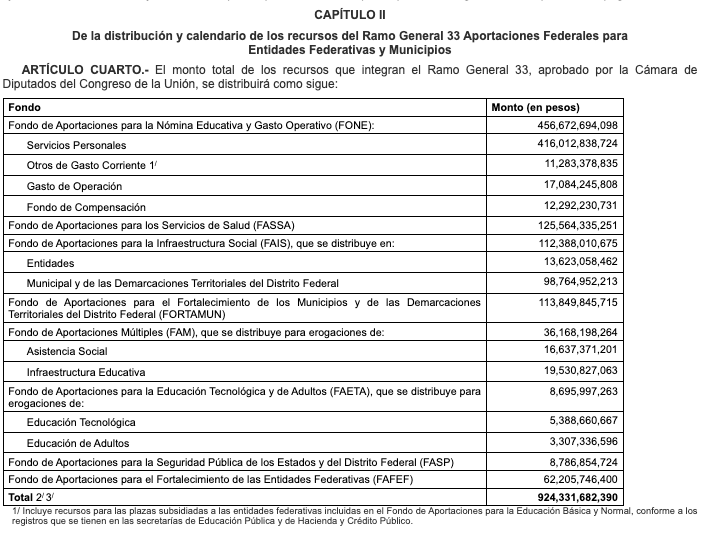 CAPÍTULO II
De la distribución y calendario de los recursos del Ramo General 33 Aportaciones Federales para
Entidades Federativas y Municipios
ARTÍCULO CUARTO.- El monto total de los recursos que integran el Ramo General 33, aprobado por la Cámara de
Diputados del Congreso de la Unión, se distribuirá como sigue:
Fondo Monto (en pesos)
Fondo de Aportaciones para la Nómina Educativa y Gasto Operativo (FONE): 456,672,694,098
Servicios Personales 416,012,838,724
Otros de Gasto Corriente 1/ 11,283,378,835
Gasto de Operación 17,084,245,808
Fondo de Compensación 12,292,230,731
Fondo de Aportaciones para los Servicios de Salud (FASSA) 125,564,335,251
Fondo de Aportaciones para la Infraestructura Social (FAIS), que se distribuye en: 112,388,010,675
Entidades 13,623,058,462
Municipal y de las Demarcaciones Territoriales del Distrito Federal 98,764,952,213
Fondo de Aportaciones para el Fortalecimiento de los Municipios y de las Demarcaciones 113,849,845,715
Territoriales del Distrito Federal (FORTAMUN)
Fondo de Aportaciones Múltiples (FAM), que se distribuye para erogaciones de: 36,168,198,264
Asistencia Social 16,637,371,201
Infraestructura Educativa 19,530,827,063
Fondo de Aportaciones para la Educación Tecnológica y de Adultos (FAETA), que se distribuye para 8,695,997,263
erogaciones de:
Educación Tecnológica 5,388,660,667
Educación de Adultos 3,307,336,596
Fondo de Aportaciones para la Seguridad Pública de los Estados y del Distrito Federal (FASP) 8,786,854,724
Fondo de Aportaciones para el Fortalecimiento de las Entidades Federativas (FAFEF) 62,205,746,400
Total 2/ 3/ 924,331,682,390
1/ Incluye recursos para las plazas subsidiadas a las entidades federativas incluidas en el Fondo de Aportaciones para la Educación Básica y Normal, conforme a los
registros que se tienen en las secretarías de Educación Pública y de Hacienda y Crédito Público.